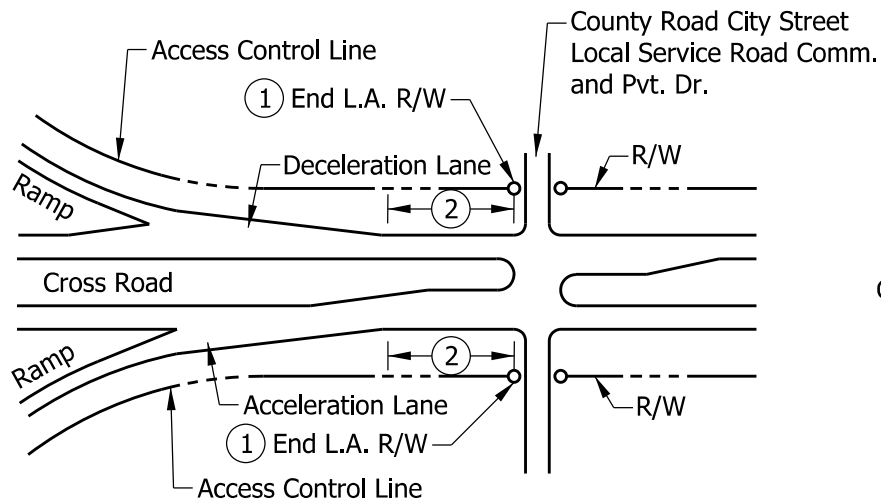 County Road City Street
Local Service Road Comm.
and Pvt. Dr.
Access Control Line
1 End L.A. R/W
R/W
Deceleration Lane
Ramp
2
Cross Road
2
Ramp
Acceleration Lane
R/W
1 End L.A. R/W
Access Control Line